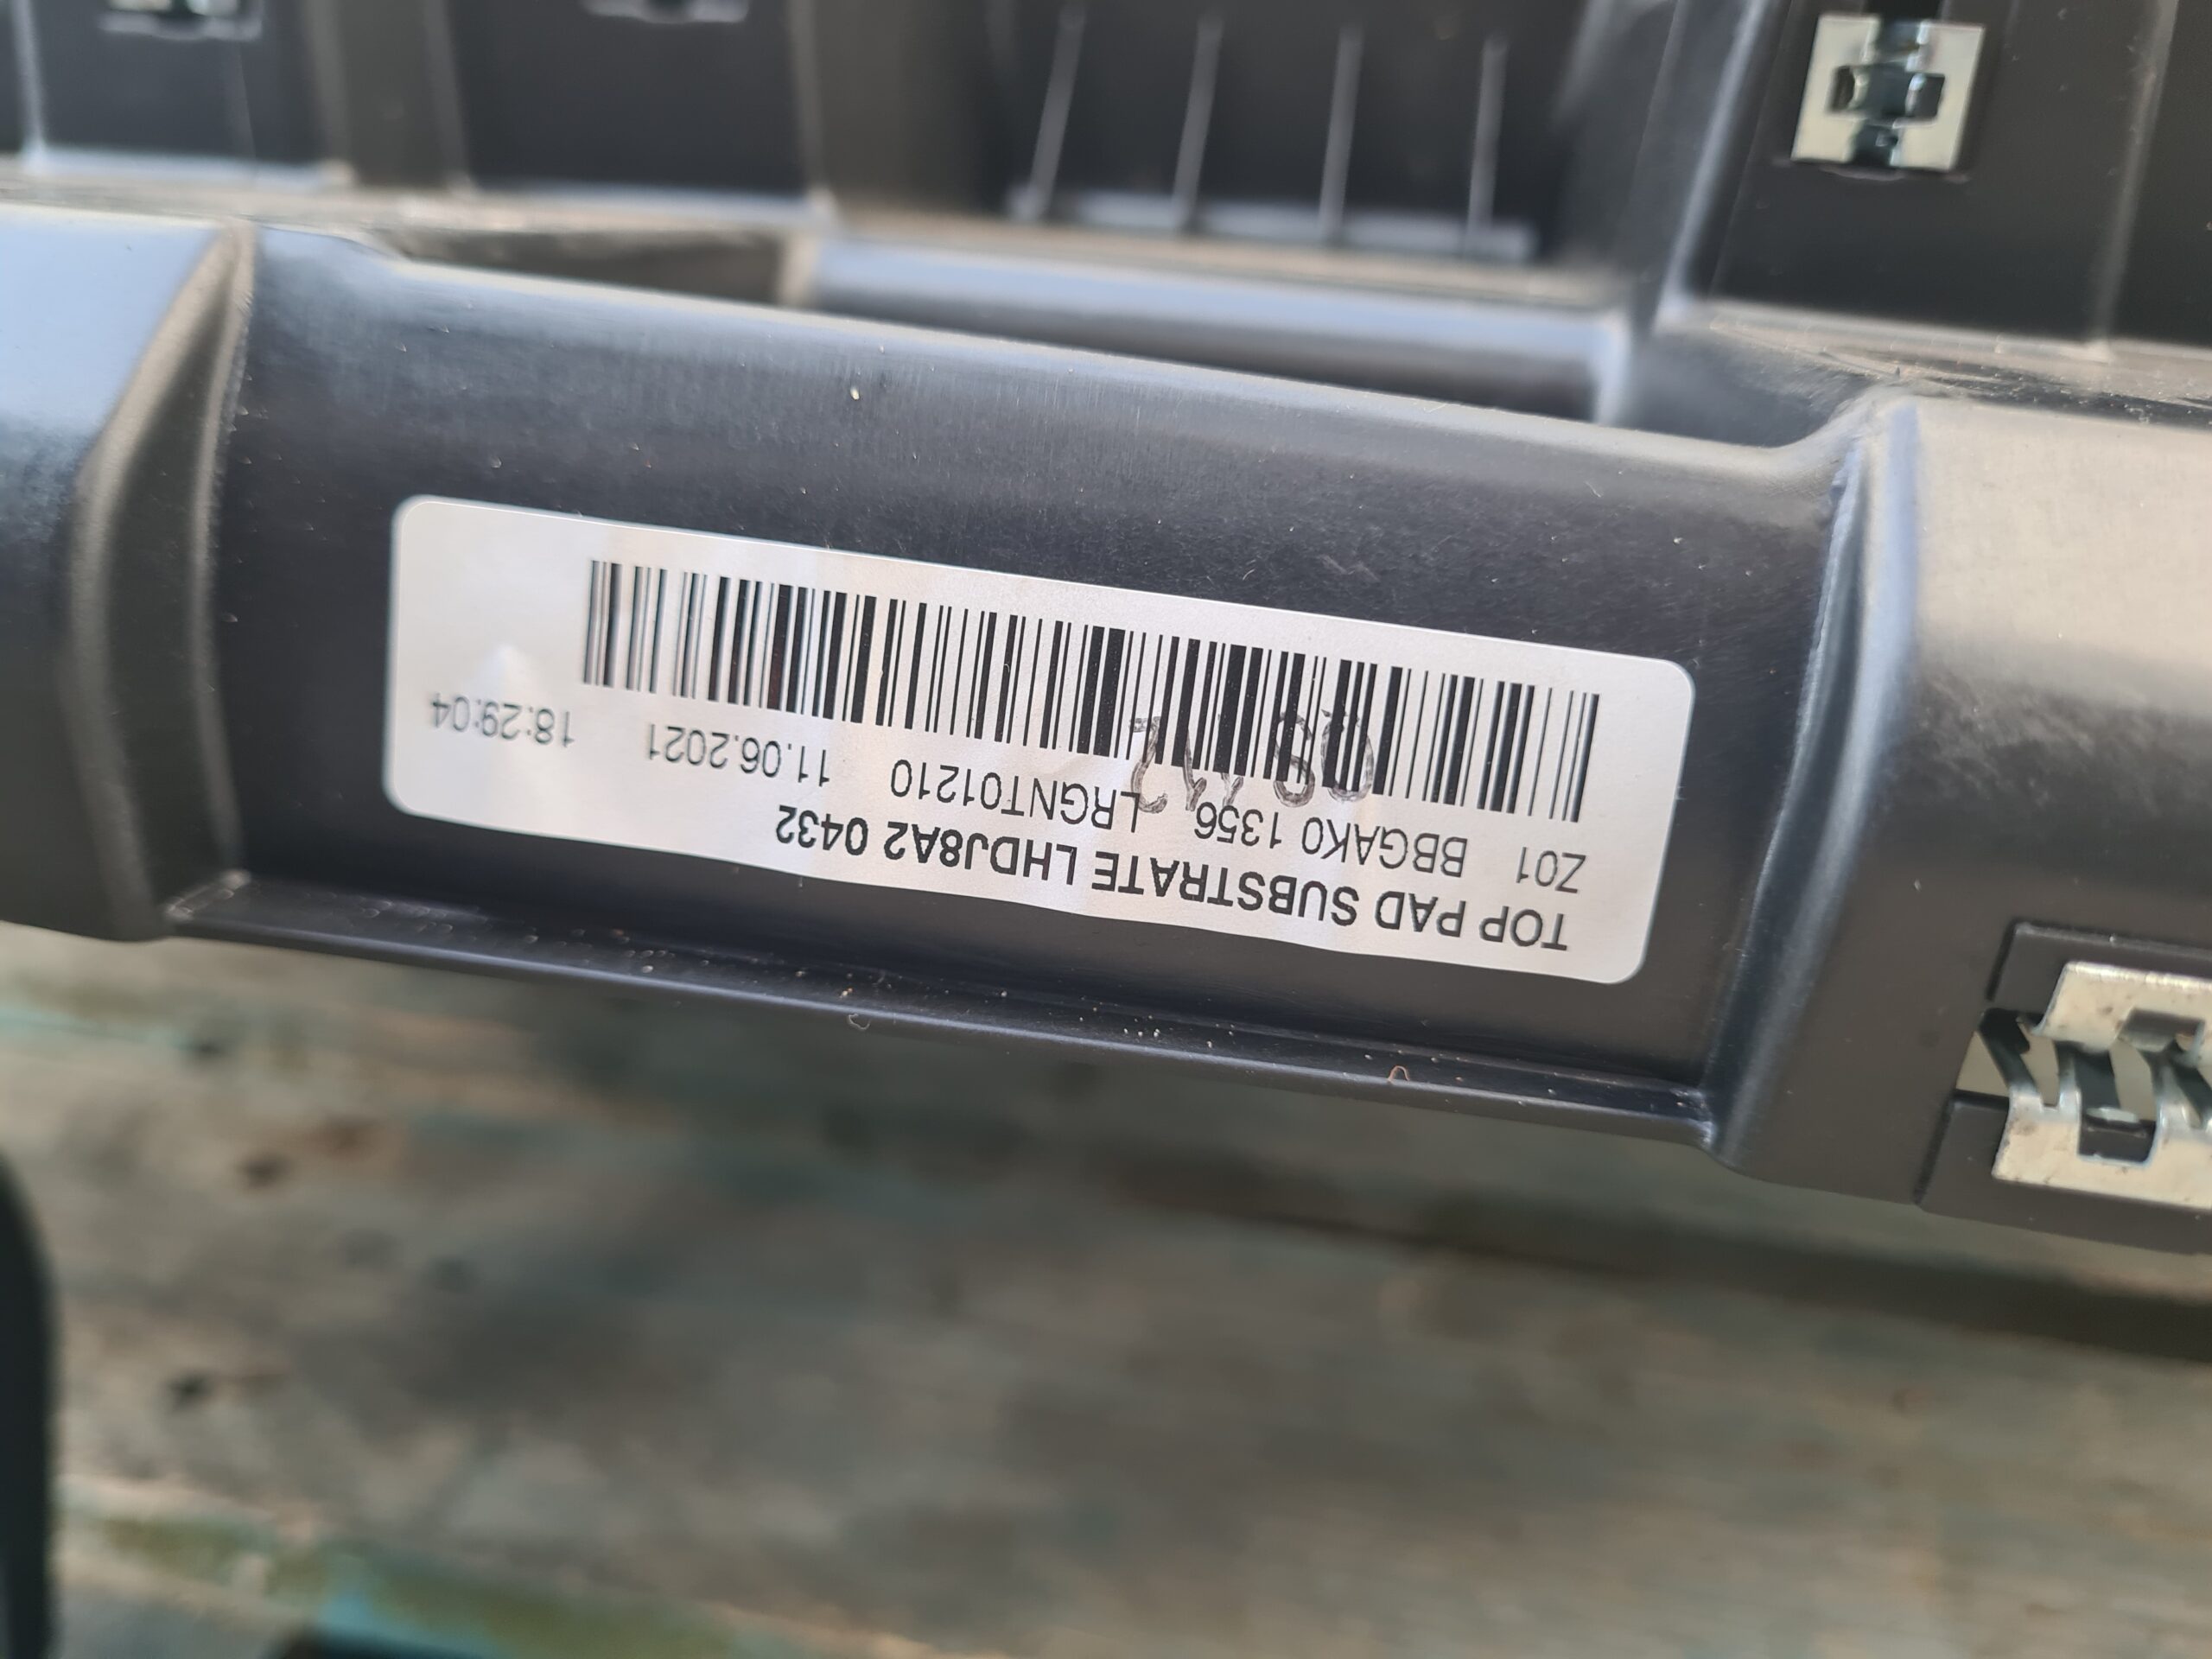 TOP PAD SUBSTRATE LHDJ8A2 0432
Z01 BBGAK0 1356 LRGNT01210 11.06.2021 18:29:04